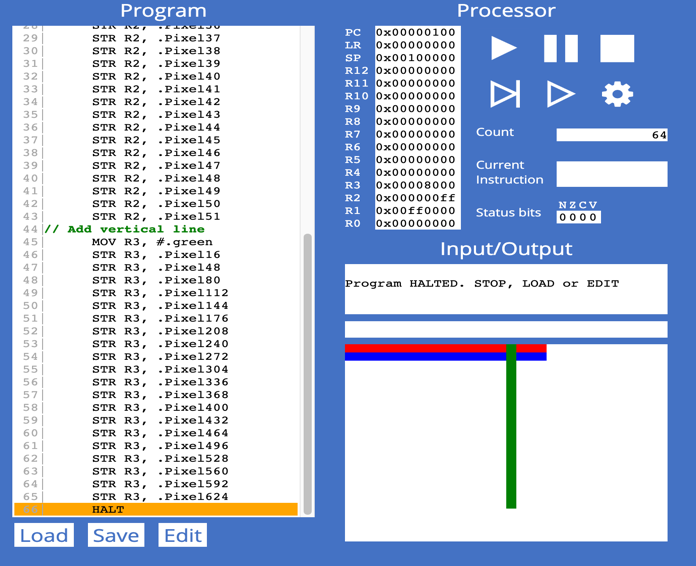 Program
28 STR R2, .Pixel36
29 STR R2, .Pixel37
30 STR R2, .Pixel38
31 STR R2, .Pixel39
32 STR R2, .Pixel40
33 STR R2, .Pixel41
34 STR R2, .Pixel42
35 STR R2, .Pixel43
36 STR R2, .Pixel44
37 STR R2, .Pixel45
38 STR R2, .Pixel46
39 STR R2, .Pixel47
40 STR R2, .Pixel48
41 STR R2, .Pixel49
42 STR R2, .Pixel50
43 STR R2, .Pixel51
44 // Add vertical line
45 MOV R3, #.green
46 STR R3, .Pixel16
47 STR R3, .Pixel48
48 STR R3, .Pixel80
49 STR R3, .Pixel112
50 STR R3, .Pixel144
51 STR R3, .Pixel176
52 STR R3, .Pixel208
53 STR R3, .Pixel240
54 STR R3, .Pixel272
55 STR R3, .Pixel304
56 STR R3, .Pixel336
57 STR R3, .Pixel368
58 STR R3, .Pixel400
59 STR R3, .Pixel432
60 STR R3, .Pixel464
61 STR R3, .Pixel496
62 STR R3, .Pixel528
63 STR R3, .Pixel560
64 STR R3, .Pixel592
65 STR R3, .Pixel624
66 HALT
Load Save Edit
Processor
PC 0x00000100
LR 0x00000000
SP 0x00100000
R12 0x00000000
R11 0x00000000
R10 0x00000000
R9 0x00000000
R8 0x00000000
R7 0x00000000
R6 0x00000000
R5 0x00000000
R4 0x00000000
R3 0x00008000
R2 0x000000ff
R1 0x00ff0000
R0 0x00000000
Count 64
Current
Instruction
NZCV
Status bits 0000
Input/Output
Program HALTED. STOP, LOAD or EDIT